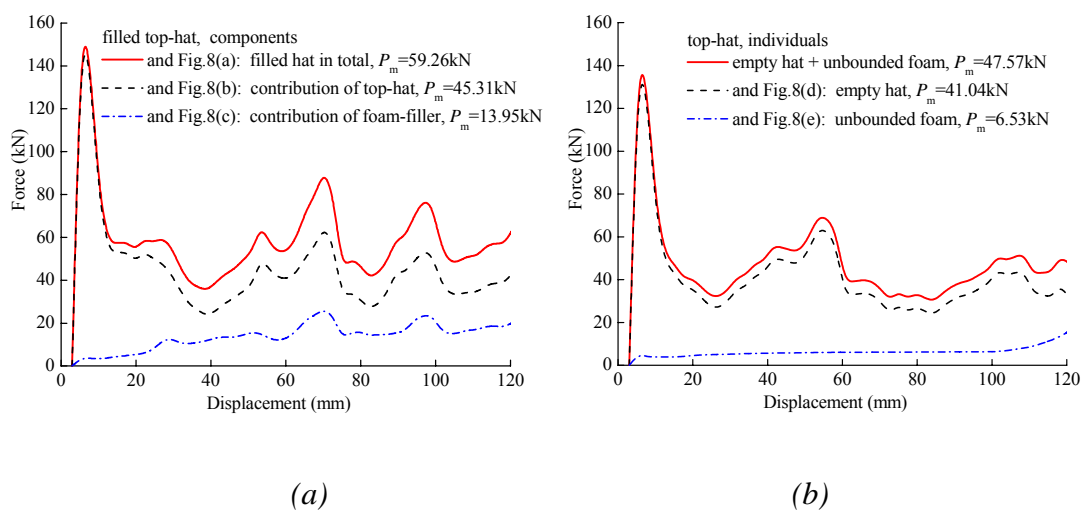 filled top-hat, components
and Fig.8(a): filled hat in total, Pm=59.26kN
and Fig.8(b): contribution of top-hat, Pm=45.31kN
and Fig.8(c): contribution of foam-filler, Pm=13.95kN
160
140
120
100
80
60
40
20
0
Force (kN)
0 20 40 60 80 100 120
Displacement (mm)
(a)
top-hat, individuals
empty hat + unbounded foam, Pm=47.57kN
and Fig.8(d): empty hat, Pm=41.04kN
and Fig.8(e): unbounded foam, Pm=6.53kN
160
140
120
100
80
60
40
20
0
Force (kN)
0 20 40 60 80 100 120
Displacement (mm)
(b)